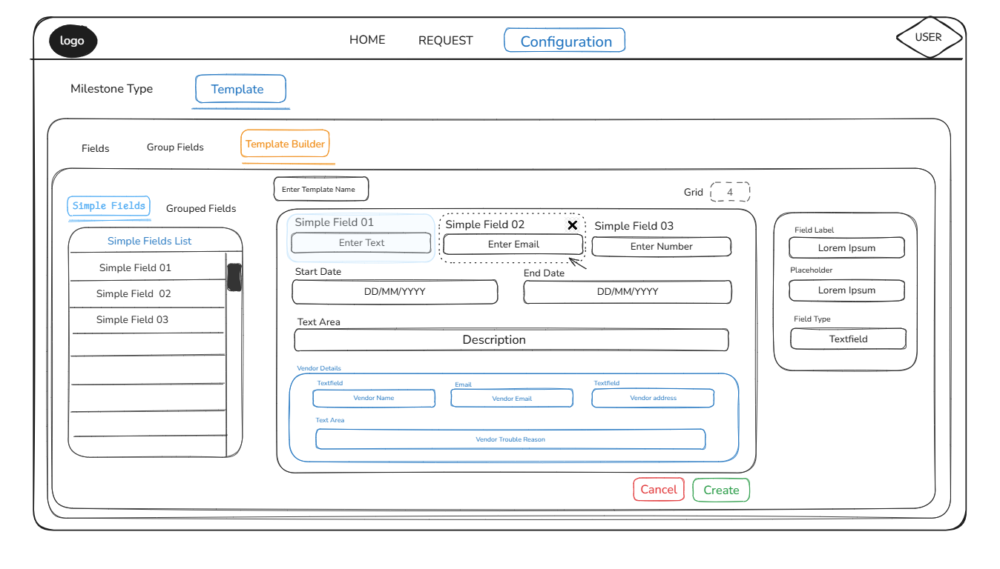 logo
HOME
REQUEST
Configuration
USER
Milestone Type
Template
Fields
Group Fields
Template Builder
Simple Fields
Grouped Fields
Simple Fields List
Simple Field 01
Simple Field  02
Simple Field 03
Enter Template Name
Grid
4
Simple Field 01
Enter Text
Simple Field 02
Enter Email
Simple Field 03
Enter Number
Start Date
DD/MM/YYYY
End Date
DD/MM/YYYY
Text Area
Description
Vendor Details
Textfield
Vendor Name
Email
Vendor Email
Textfield
Vendor address
Text Area
Vendor Trouble Reason
Cancel
Create
Field Label
Lorem Ipsum
Placeholder
Lorem Ipsum
Field Type
Textfield